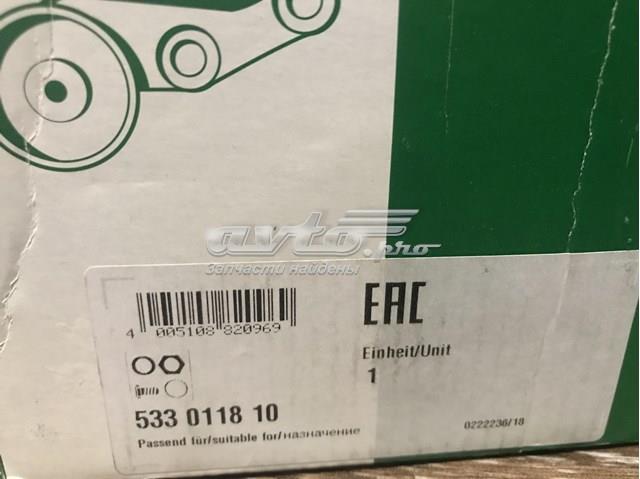 avto.pro
запчасти найдены
EAC
4 005108 820969
Einheit/Unit
1
533 0118 10
Passend für/suitable for/назначение
0222236/18